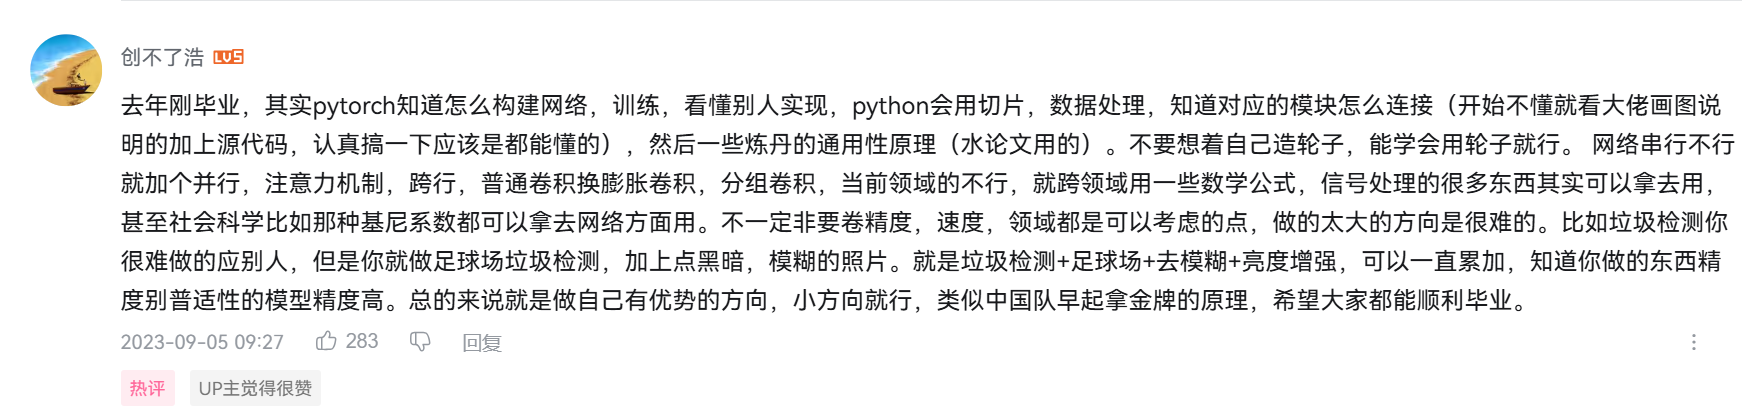 创不了浩 LV5
去年刚毕业，其实pytorch知道怎么构建网络，训练，看懂别人实现，python会用切片，数据处理，知道对应的模块怎么连接（开始不懂就看大佬画图说
明的加上源代码，认真搞一下应该是都能懂的），然后一些炼丹的通用性原理（水论文用的）。不要想着自己造轮子，能学会用轮子就行。 网络串行不行
就加个并行，注意力机制，跨行，普通卷积换膨胀卷积，分组卷积，当前领域的不行，就跨领域用一些数学公式，信号处理的很多东西其实可以拿去用，
甚至社会科学比如那种基尼系数都可以拿去网络方面用。不一定非要卷精度，速度，领域都是可以考虑的点，做的太大的方向是很难的。比如垃圾检测你
很难做的应别人，但是你就做足球场垃圾检测，加上点黑暗，模糊的照片。就是垃圾检测+足球场+去模糊+亮度增强，可以一直累加，知道你做的东西精
度别普适性的模型精度高。总的来说就是做自己有优势的方向，小方向就行，类似中国队早起拿金牌的原理，希望大家都能顺利毕业。
2023-09-05 09:27 283 回复
热评 UP主觉得很赞